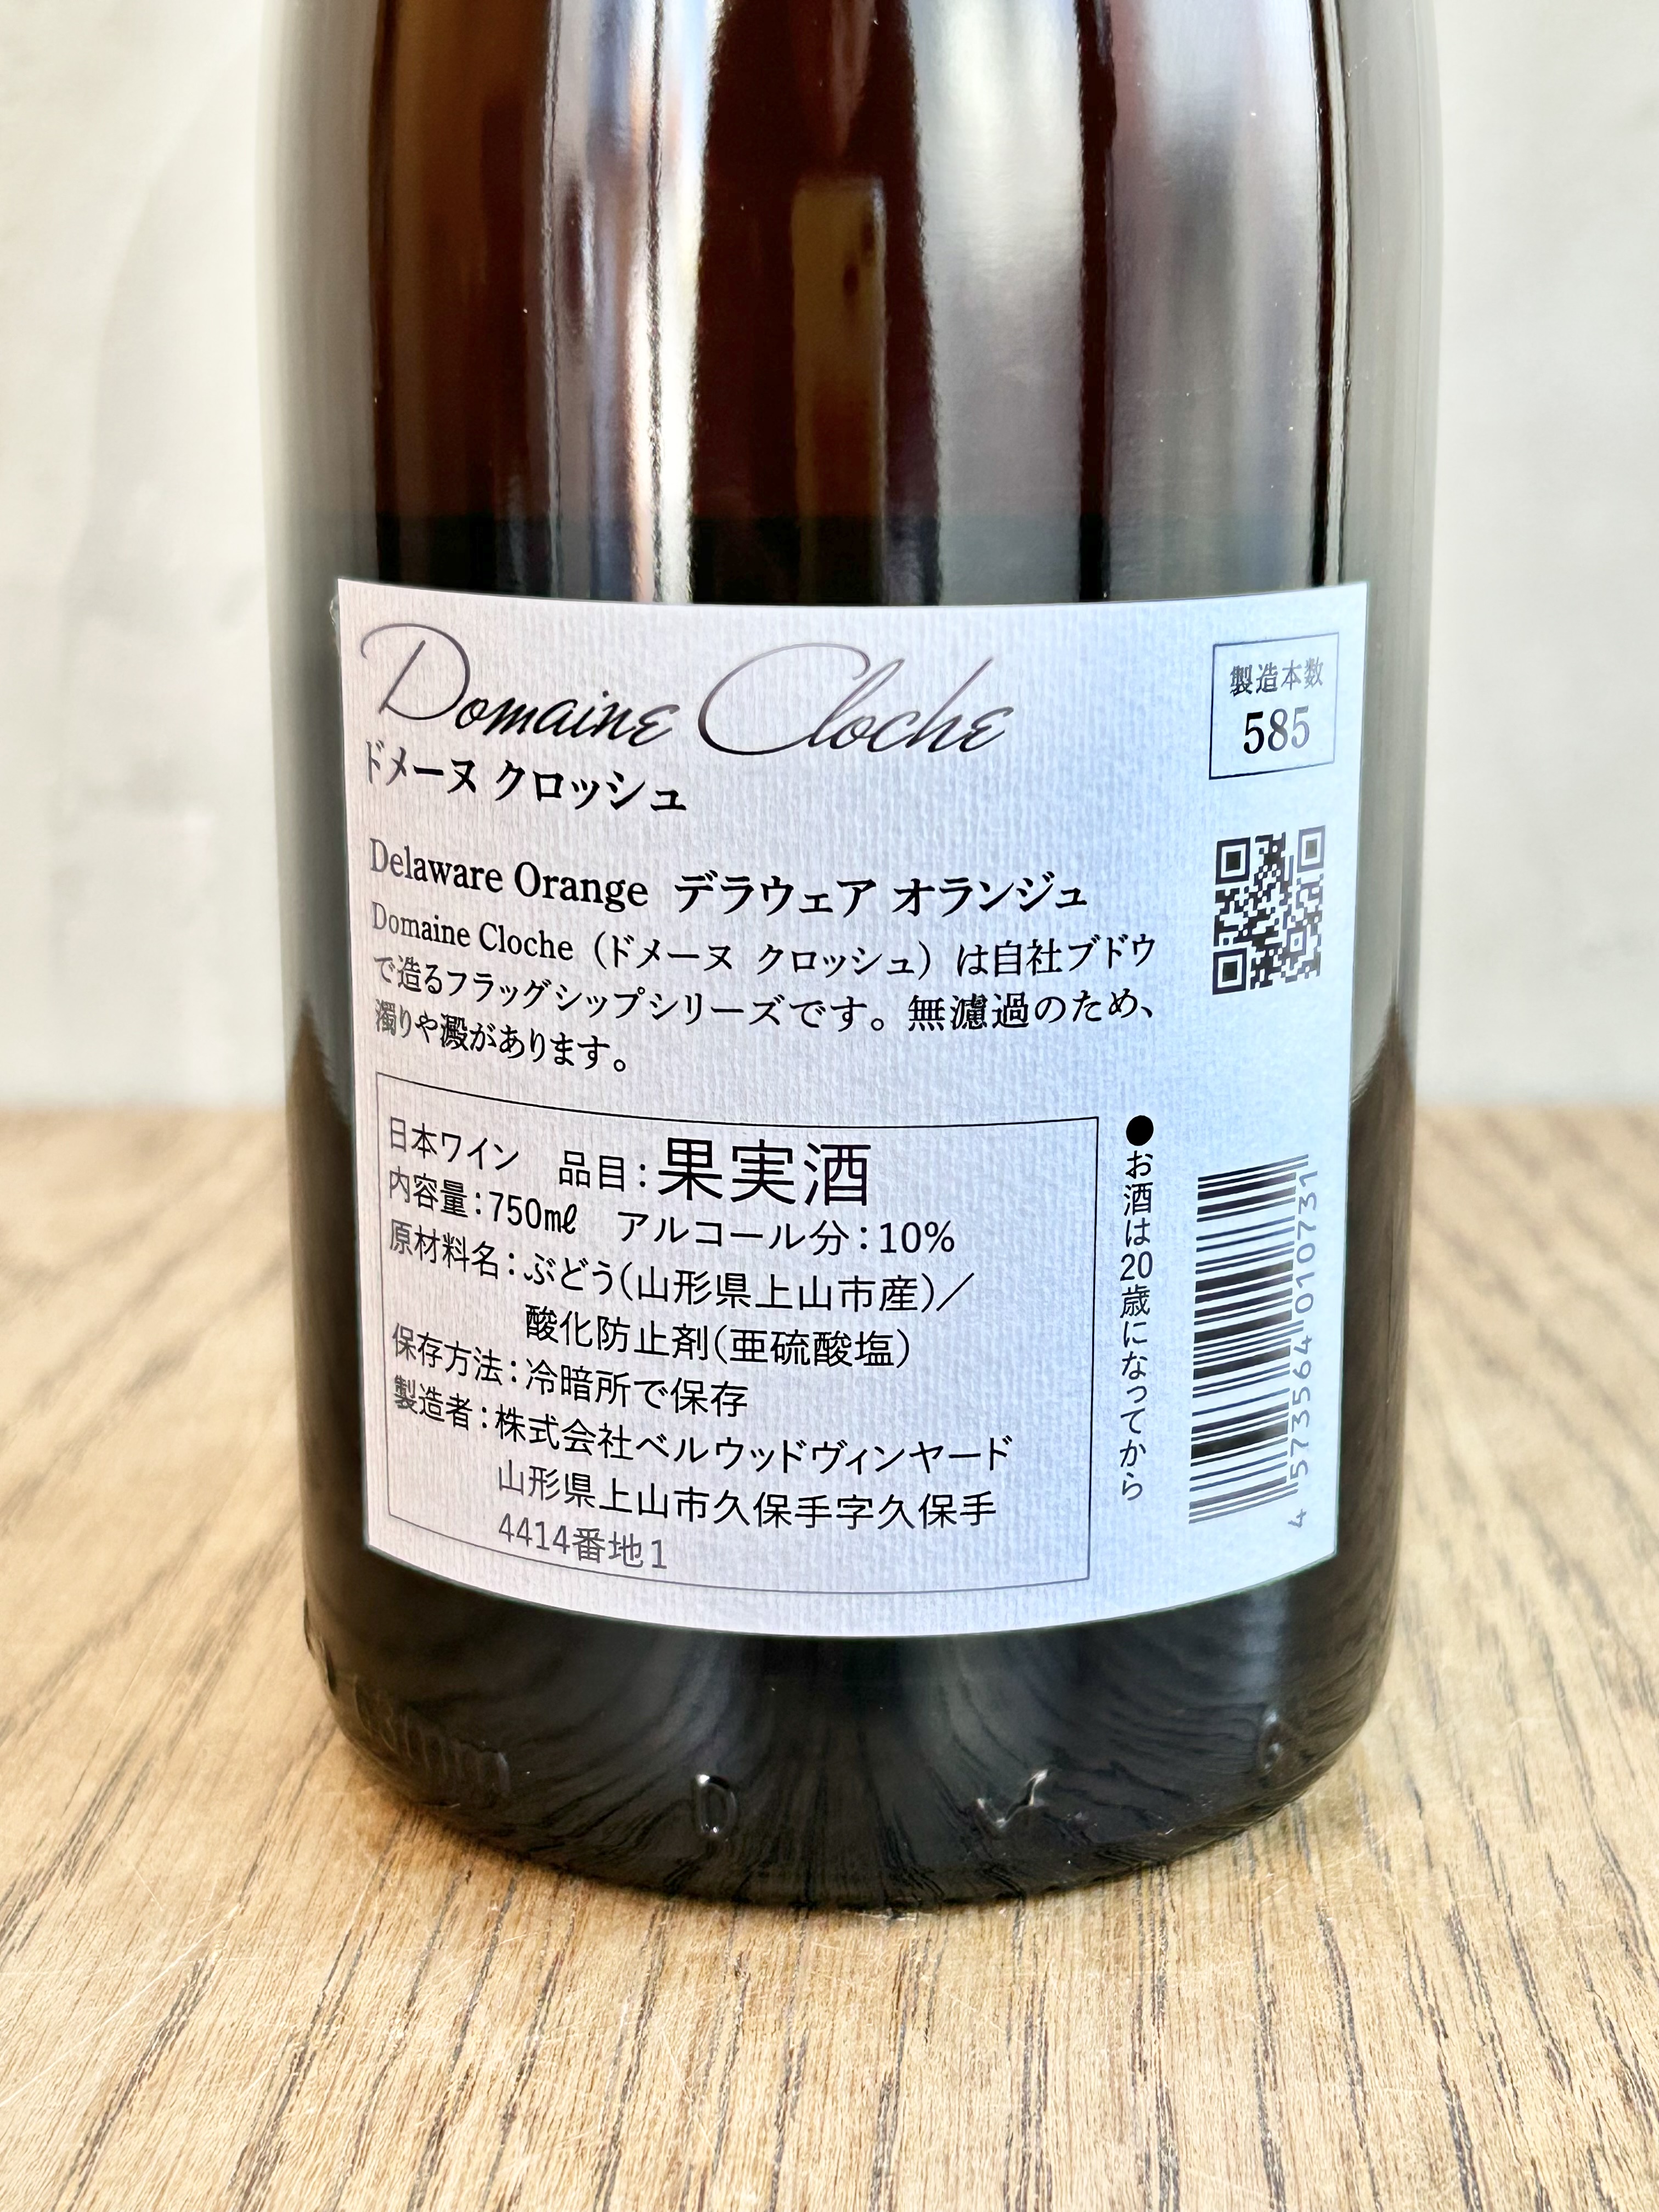 Domaine Cloche
ドメーヌ クロッシュ
製造本数
585
Delaware Orange デラウェア オランジュ
Domaine Cloche（ドメーヌ クロッシュ）は自社ブドウ
で造るフラッグシップシリーズです。無濾過のため、
濁りや澱があります。
日本ワイン 品目：果実酒
内容量：750㎖ アルコール分：10%
原材料名：ぶどう（山形県上山市産）／
酸化防止剤（亜硫酸塩）
保存方法：冷暗所で保存
製造者：株式会社ベルウッドヴィンヤード
山形県上山市久保手字久保手
4414番地1
●お酒は20歳になってから
4 573564 010731
D V